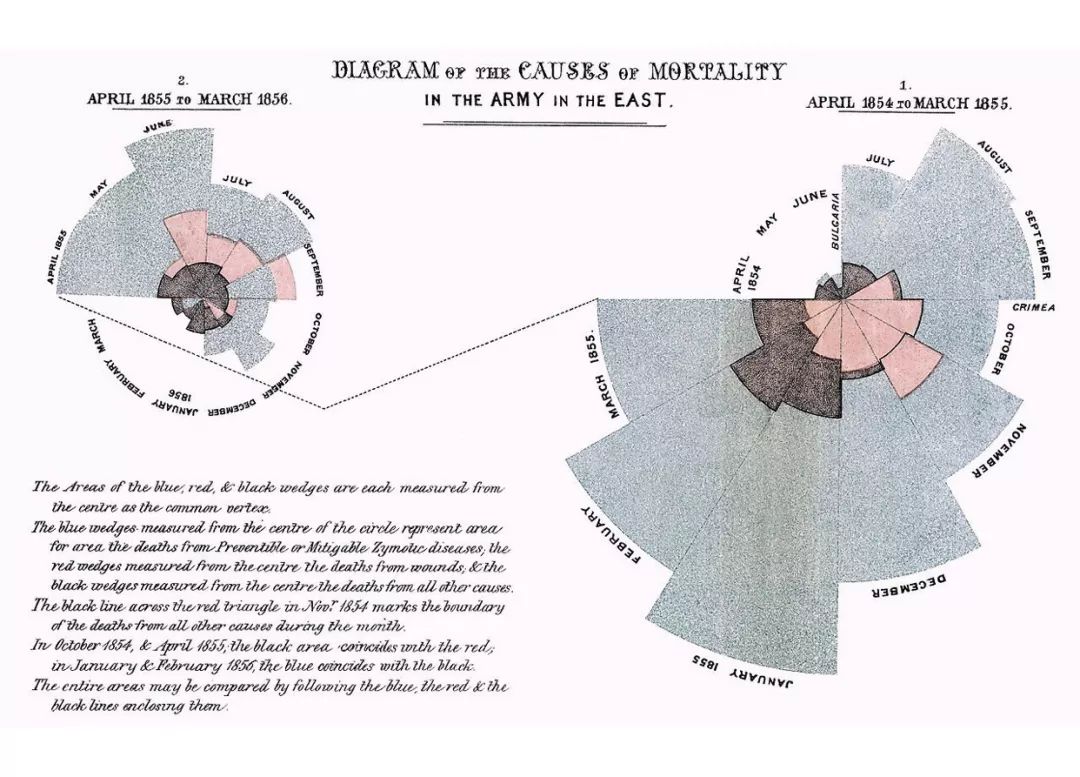 DIAGRAM OF THE CAUSES OF MORTALITY
IN THE ARMY IN THE EAST.
2.
APRIL 1855 TO MARCH 1856.
1.
APRIL 1854 TO MARCH 1855.
APRIL 1855
MAY
JUNE
JULY
AUGUST
SEPTEMBER
OCTOBER
NOVEMBER
DECEMBER
JANUARY
1856
FEBRUARY
MARCH
APRIL
1854
MAY
JUNE
BULGARIA
JULY
AUGUST
SEPTEMBER
CRIMEA
OCTOBER
NOVEMBER
DECEMBER
JANUARY 1855
FEBRUARY
MARCH 1855.
The Areas of the blue, red, & black wedges are each measured from
the centre as the common vertex.
The blue wedges measured from the centre of the circle represent area
for area the deaths from Preventible or Mitigable Zymotic diseases; the
red wedges measured from the centre the deaths from wounds; & the
black wedges measured from the centre the deaths from all other causes.
The black line across the red triangle in Novr 1854 marks the boundary
of the deaths from all other causes during the month.
In October 1854, & April 1855, the black area coincides with the red;
in January & February 1856, the blue coincides with the black.
The entire areas may be compared by following the blue, the red & the
black lines enclosing them.